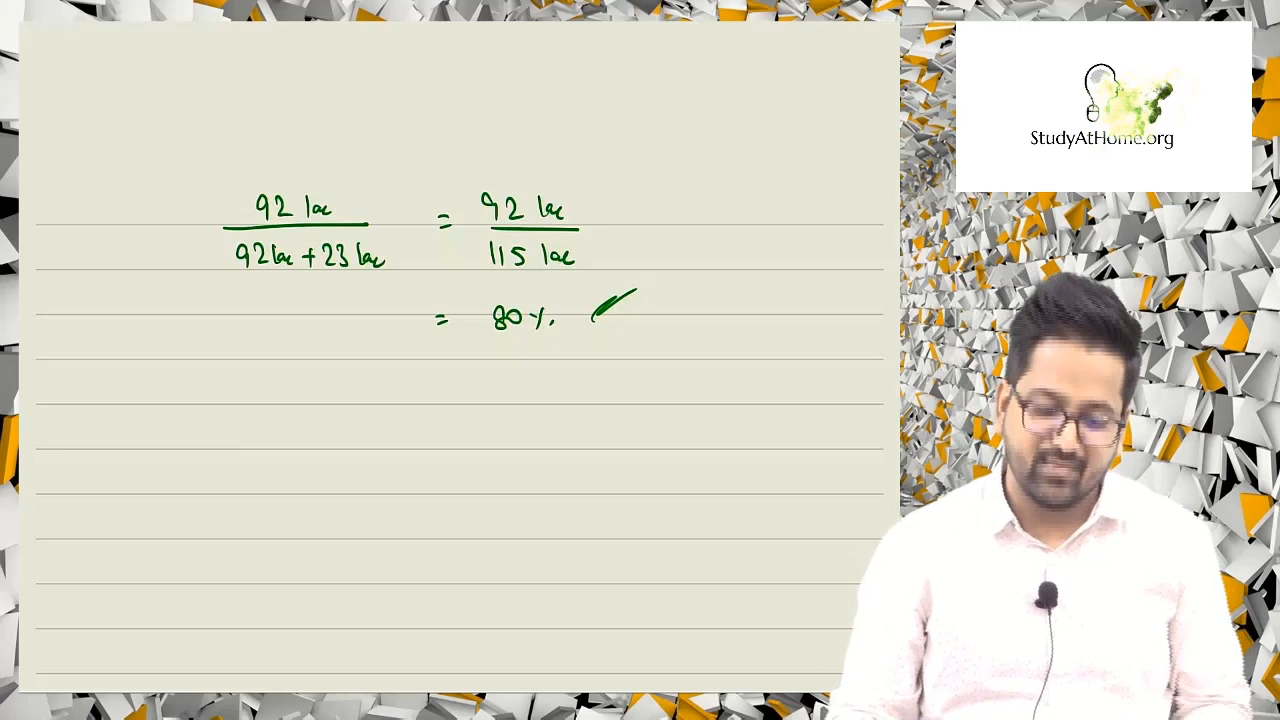 92 lac / 92 lac + 23 lac = 92 lac / 115 lac
= 80%
StudyAtHome.org